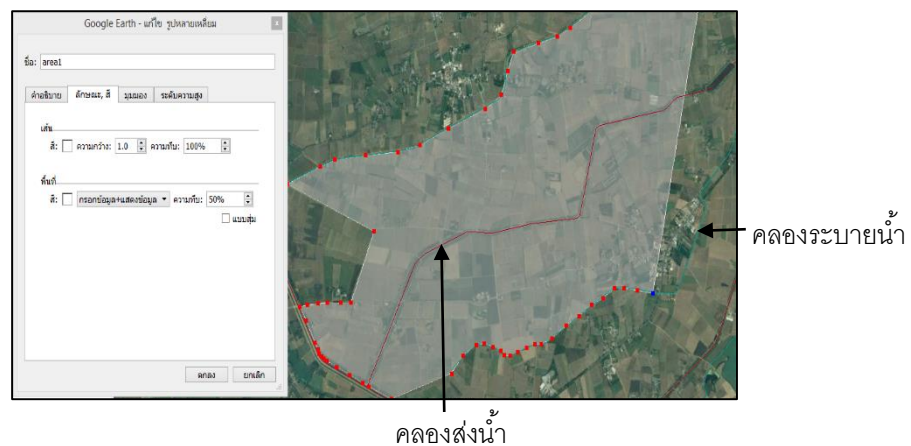 Google Earth - แก้ไข รูปหลายเหลี่ยม
x
ชื่อ: area1
คำอธิบาย ลักษณะ, สี มุมมอง ระดับความสูง
เส้น
สี: ความกว้าง: 1.0 ความทึบ: 100%
พื้นที่
สี: กรอกข้อมูล+แสดงข้อมูล ความทึบ: 50%
แบบสุ่ม
ตกลง ยกเลิก
คลองระบายน้ำ
คลองส่งน้ำ